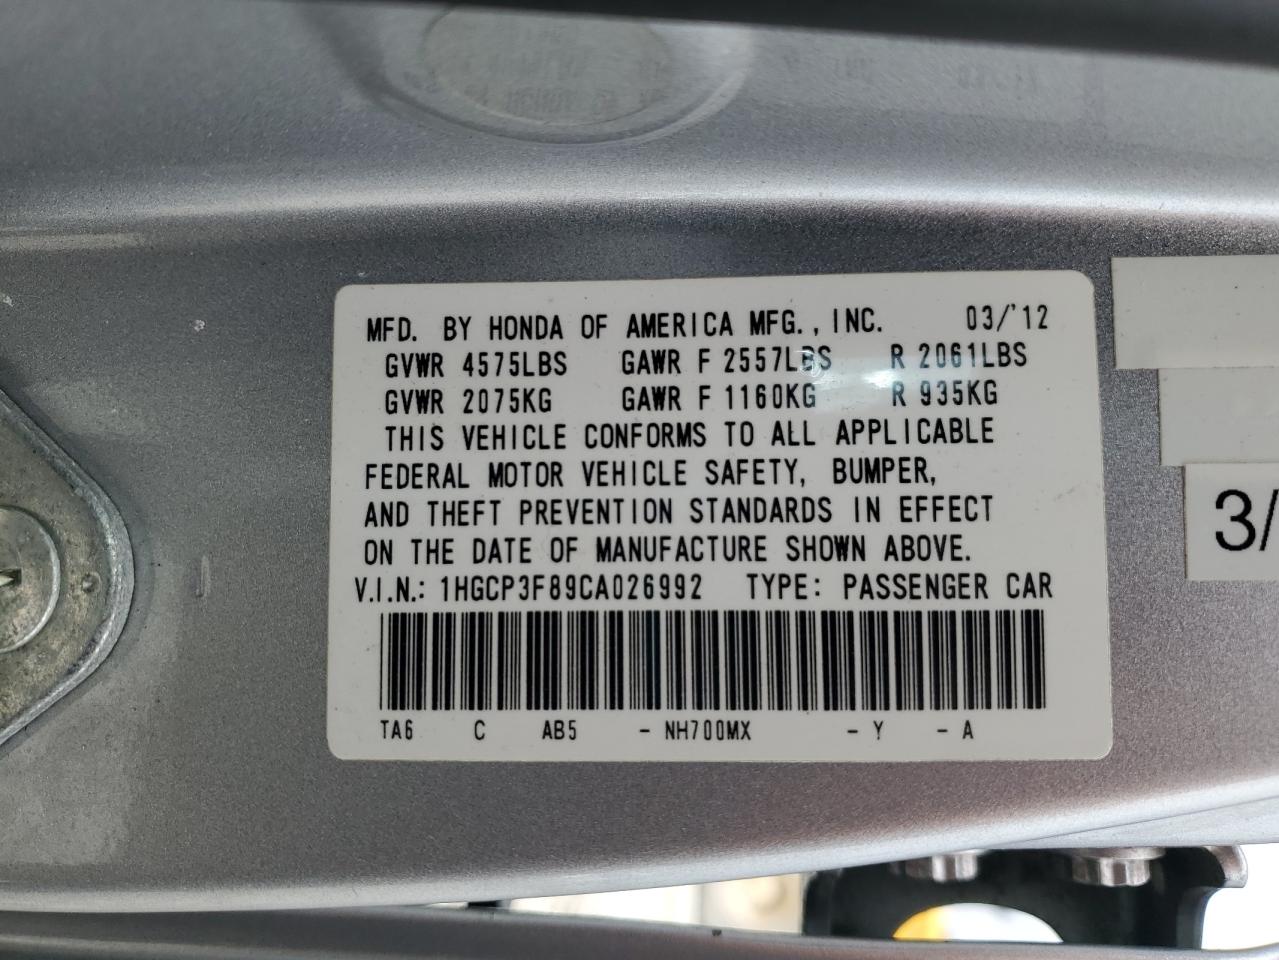 MFD. BY HONDA OF AMERICA MFG., INC. 03/'12
GVWR 4575LBS GAWR F 2557LBS R 2061LBS
GVWR 2075KG GAWR F 1160KG R 935KG
THIS VEHICLE CONFORMS TO ALL APPLICABLE
FEDERAL MOTOR VEHICLE SAFETY, BUMPER,
AND THEFT PREVENTION STANDARDS IN EFFECT
ON THE DATE OF MANUFACTURE SHOWN ABOVE.
V.I.N.: 1HGCP3F89CA026992 TYPE: PASSENGER CAR
TA6 C AB5 - NH700MX - Y - A
3/